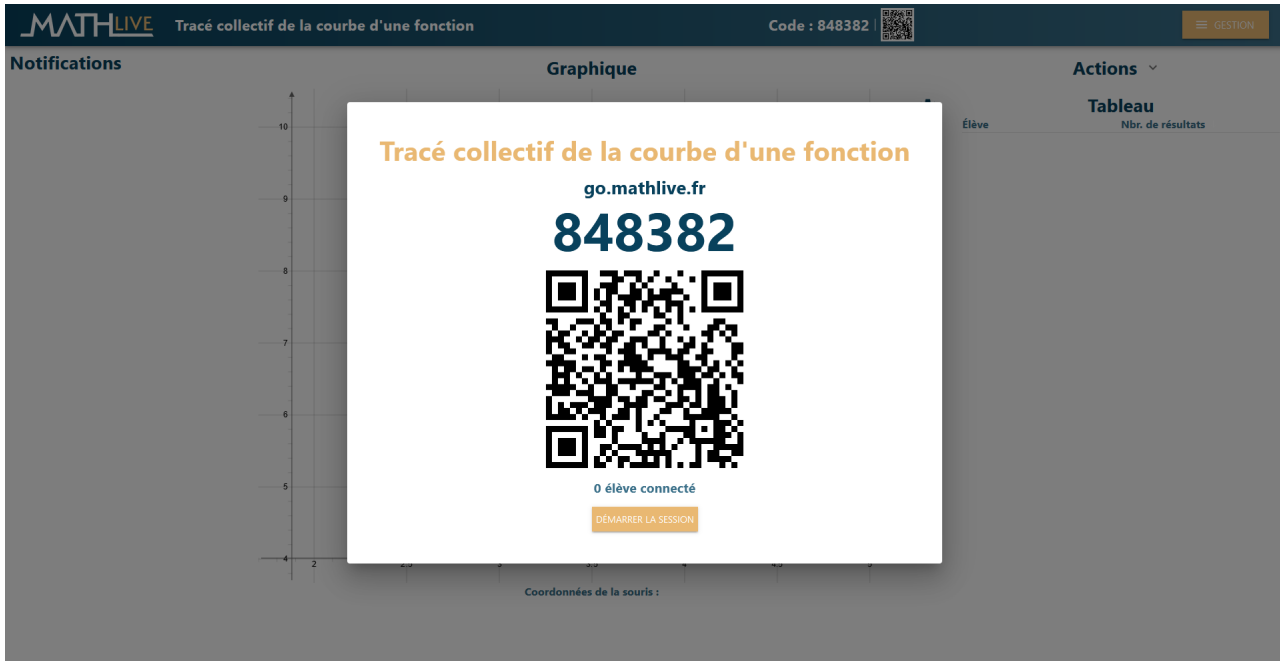 MATHLIVE
Tracé collectif de la courbe d'une fonction
Code : 848382 |
GESTION
Notifications
Graphique
Actions
Tableau
Élève
Nbr. de résultats
10
9
8
7
6
5
4
2
2.5
3
3.5
4
4.5
5
Tracé collectif de la courbe d'une fonction
go.mathlive.fr
848382
0 élève connecté
DÉMARRER LA SESSION
Coordonnées de la souris :